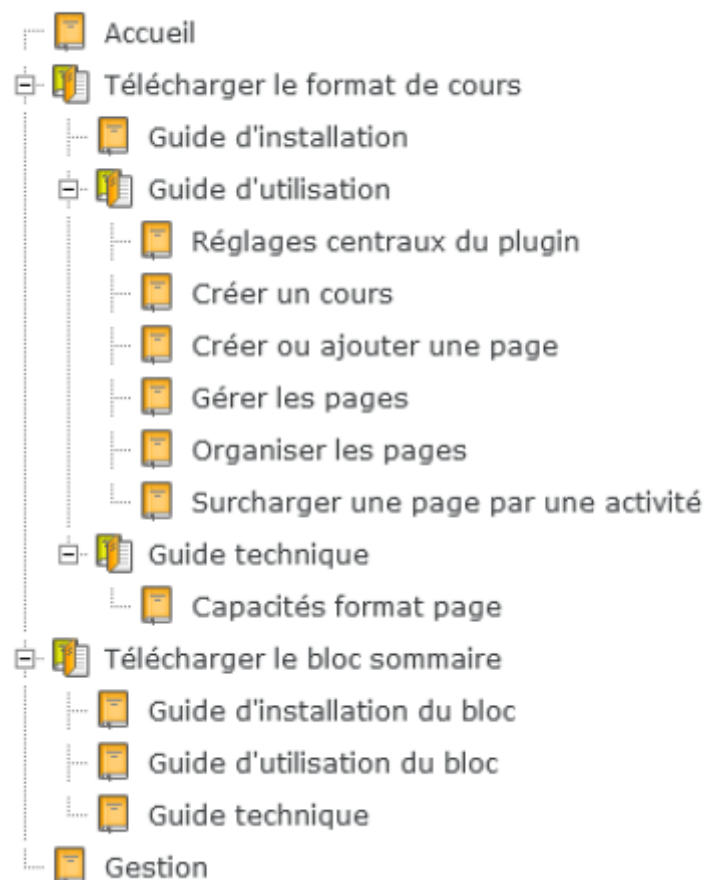 Accueil
Télécharger le format de cours
Guide d'installation
Guide d'utilisation
Réglages centraux du plugin
Créer un cours
Créer ou ajouter une page
Gérer les pages
Organiser les pages
Surcharger une page par une activité
Guide technique
Capacités format page
Télécharger le bloc sommaire
Guide d'installation du bloc
Guide d'utilisation du bloc
Guide technique
Gestion